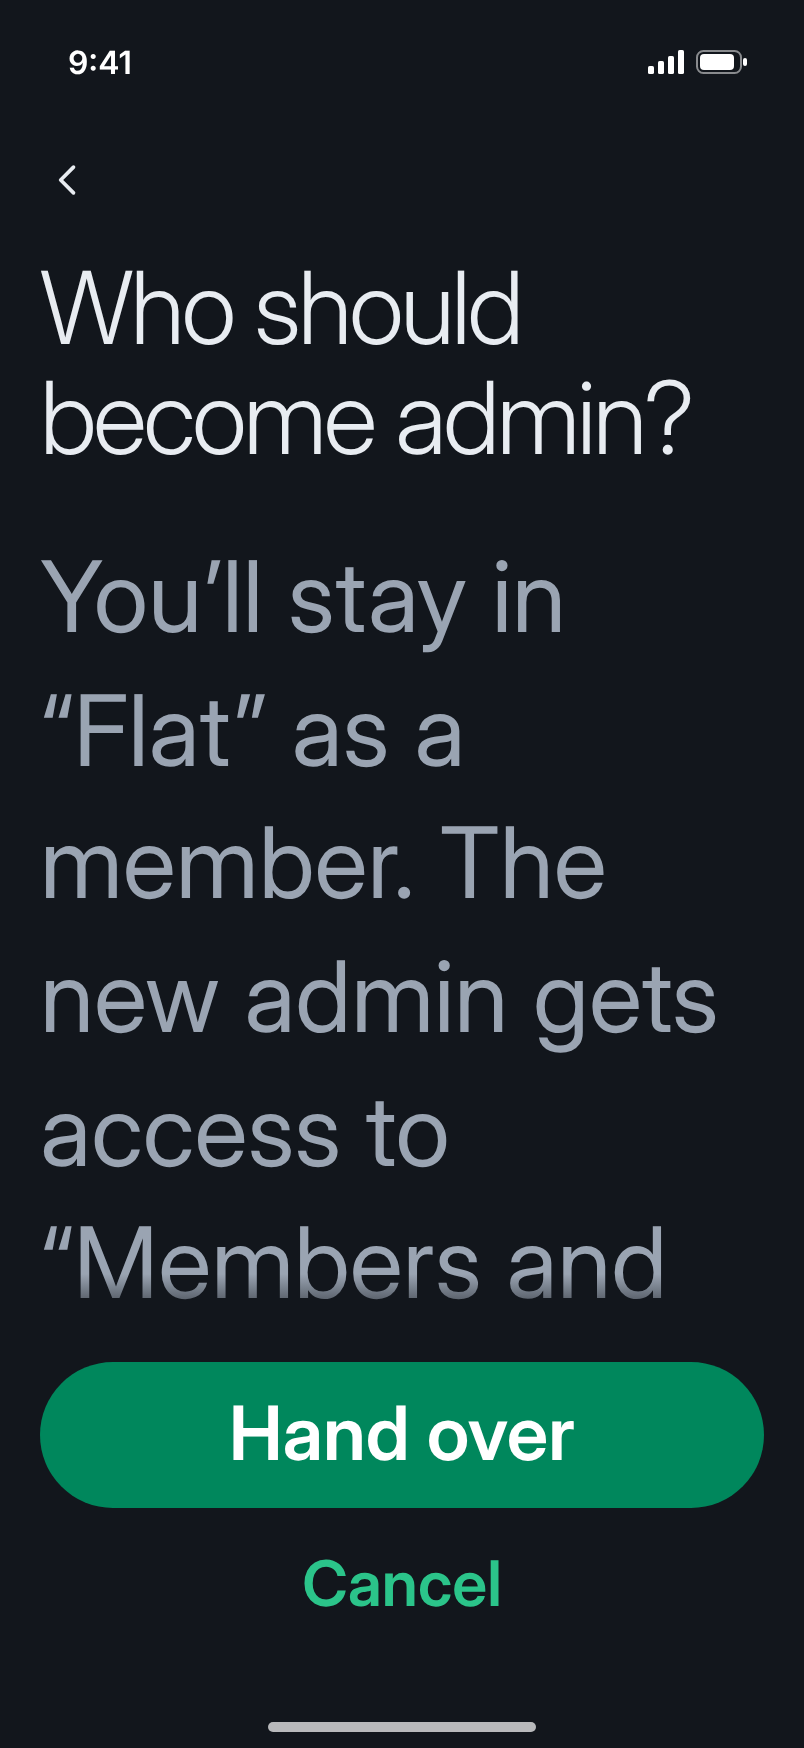 9:41
Who should
become admin?
You’ll stay in
“Flat” as a
member. The
new admin gets
access to
“Members and
Hand over
Cancel